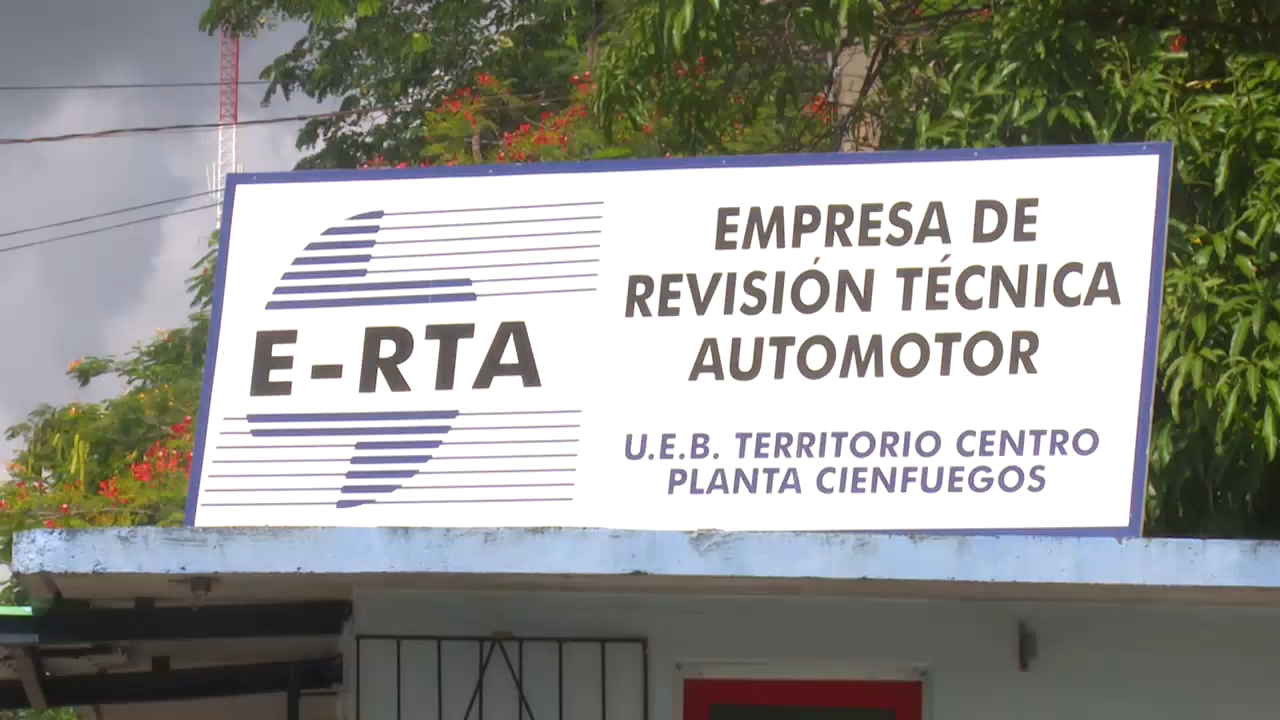 E-RTA
EMPRESA DE
REVISIÓN TÉCNICA
AUTOMOTOR
U.E.B. TERRITORIO CENTRO
PLANTA CIENFUEGOS